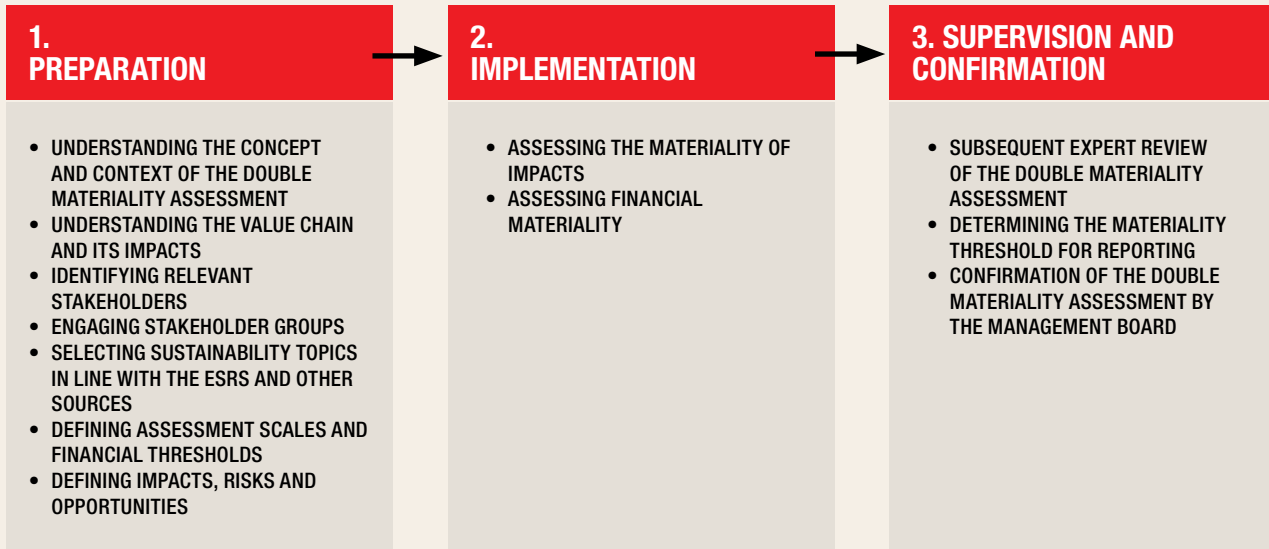 1.
PREPARATION
• UNDERSTANDING THE CONCEPT
AND CONTEXT OF THE DOUBLE
MATERIALITY ASSESSMENT
• UNDERSTANDING THE VALUE CHAIN
AND ITS IMPACTS
• IDENTIFYING RELEVANT
STAKEHOLDERS
• ENGAGING STAKEHOLDER GROUPS
• SELECTING SUSTAINABILITY TOPICS
IN LINE WITH THE ESRS AND OTHER
SOURCES
• DEFINING ASSESSMENT SCALES AND
FINANCIAL THRESHOLDS
• DEFINING IMPACTS, RISKS AND
OPPORTUNITIES
2.
IMPLEMENTATION
• ASSESSING THE MATERIALITY OF
IMPACTS
• ASSESSING FINANCIAL
MATERIALITY
3. SUPERVISION AND
CONFIRMATION
• SUBSEQUENT EXPERT REVIEW
OF THE DOUBLE MATERIALITY
ASSESSMENT
• DETERMINING THE MATERIALITY
THRESHOLD FOR REPORTING
• CONFIRMATION OF THE DOUBLE
MATERIALITY ASSESSMENT BY
THE MANAGEMENT BOARD